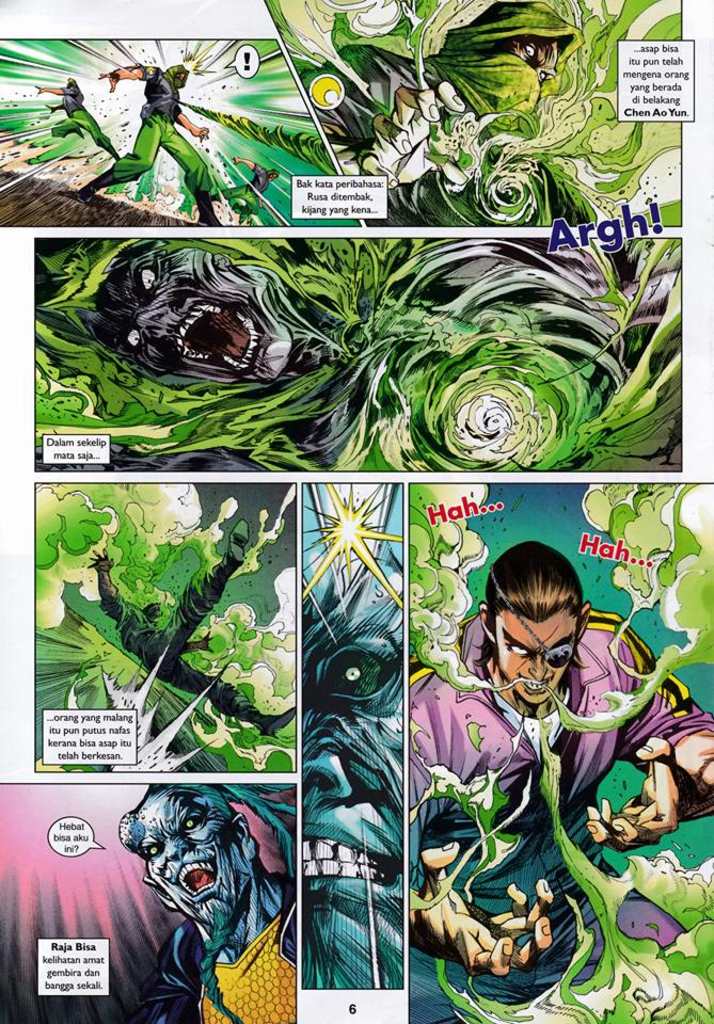 !
Bak kata peribahasa:
Rusa ditembak,
kijang yang kena...
...asap bisa
itu pun telah
mengena orang
yang berada
di belakang
Chen Ao Yun.
Argh!
Dalam sekelip
mata saja...
...orang yang malang
itu pun putus nafas
kerana bisa asap itu
telah berkesan.
Hah...
Hah...
Hebat
bisa aku
ini?
Raja Bisa
kelihatan amat
gembira dan
bangga sekali.
6